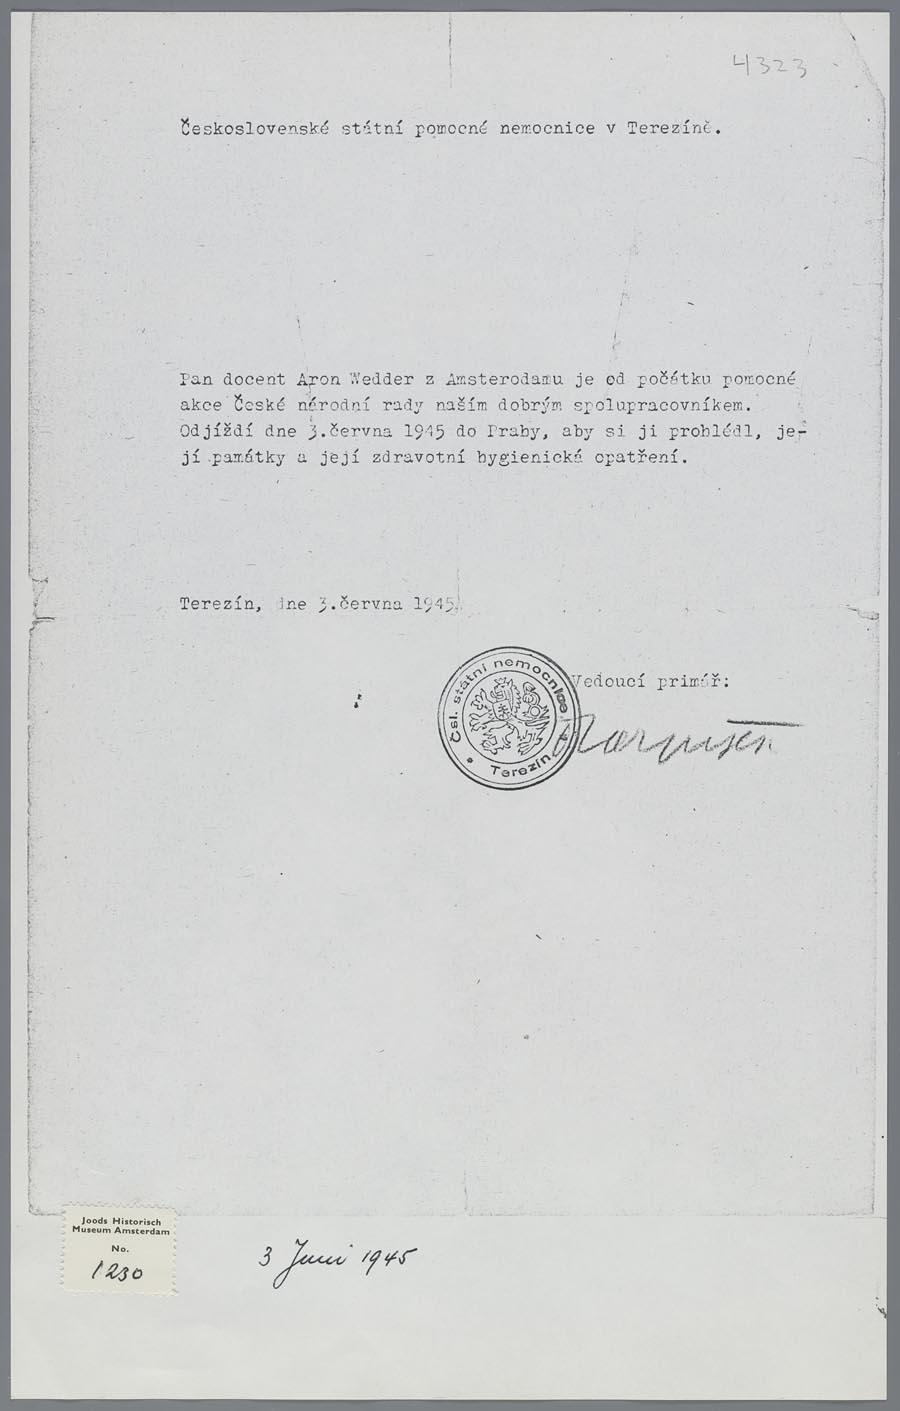 4323
Československé státní pomocné nemocnice v Terezíně.
Pan docent Aron Wedder z Amsterodamu je od počátku pomocné
akce České národní rady naším dobrým spolupracovníkem.
Odjíždí dne 3.června 1945 do Prahy, aby si ji problédl, je-
jí památky a její zdravotní hygienická opatření.
Terezín, dne 3.června 1945.
Vedoucí primář:
Čsl. státní nemocnice
Terezín
Joods Historisch
Museum Amsterdam
No.
1230
3 Juni 1945